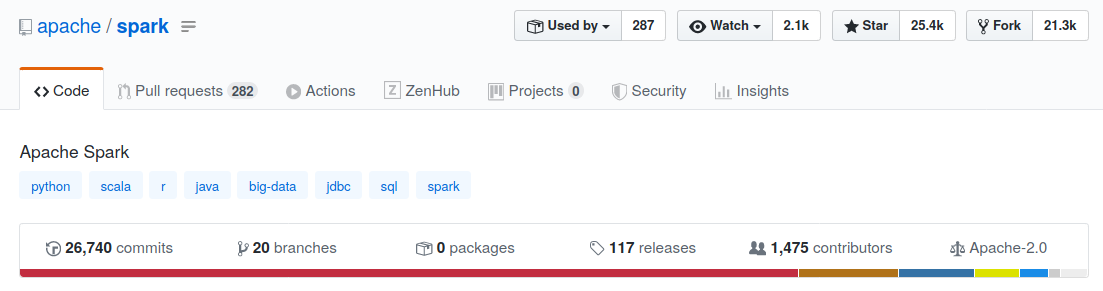 apache / spark Used by 287 Watch 2.1k Star 25.4k Fork 21.3k
Code Pull requests 282 Actions ZenHub Projects 0 Security Insights
Apache Spark
python scala r java big-data jdbc sql spark
26,740 commits 20 branches 0 packages 117 releases 1,475 contributors Apache-2.0